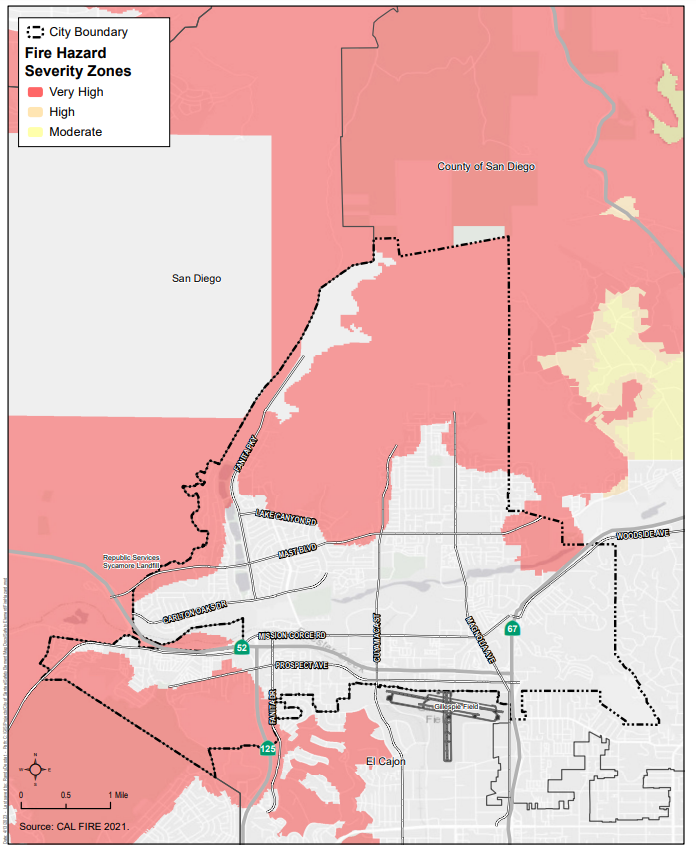 City Boundary
Fire Hazard
Severity Zones
Very High
High
Moderate
County of San Diego
San Diego
FANITA PKY
LAKE CANYON RD
WOODSIDE AVE
MAST BLVD
Republic Services
Sycamore Landfill
CARLTON OAKS DR
67
MISSION GORGE RD
52
CUYAMACA ST
MAGNOLIA AVE
PROSPECT AVE
FANITA DR
Gillespie Field
125
El Cajon
N
W
E
S
0 0.5 1 Mile
Source: CAL FIRE 2021.